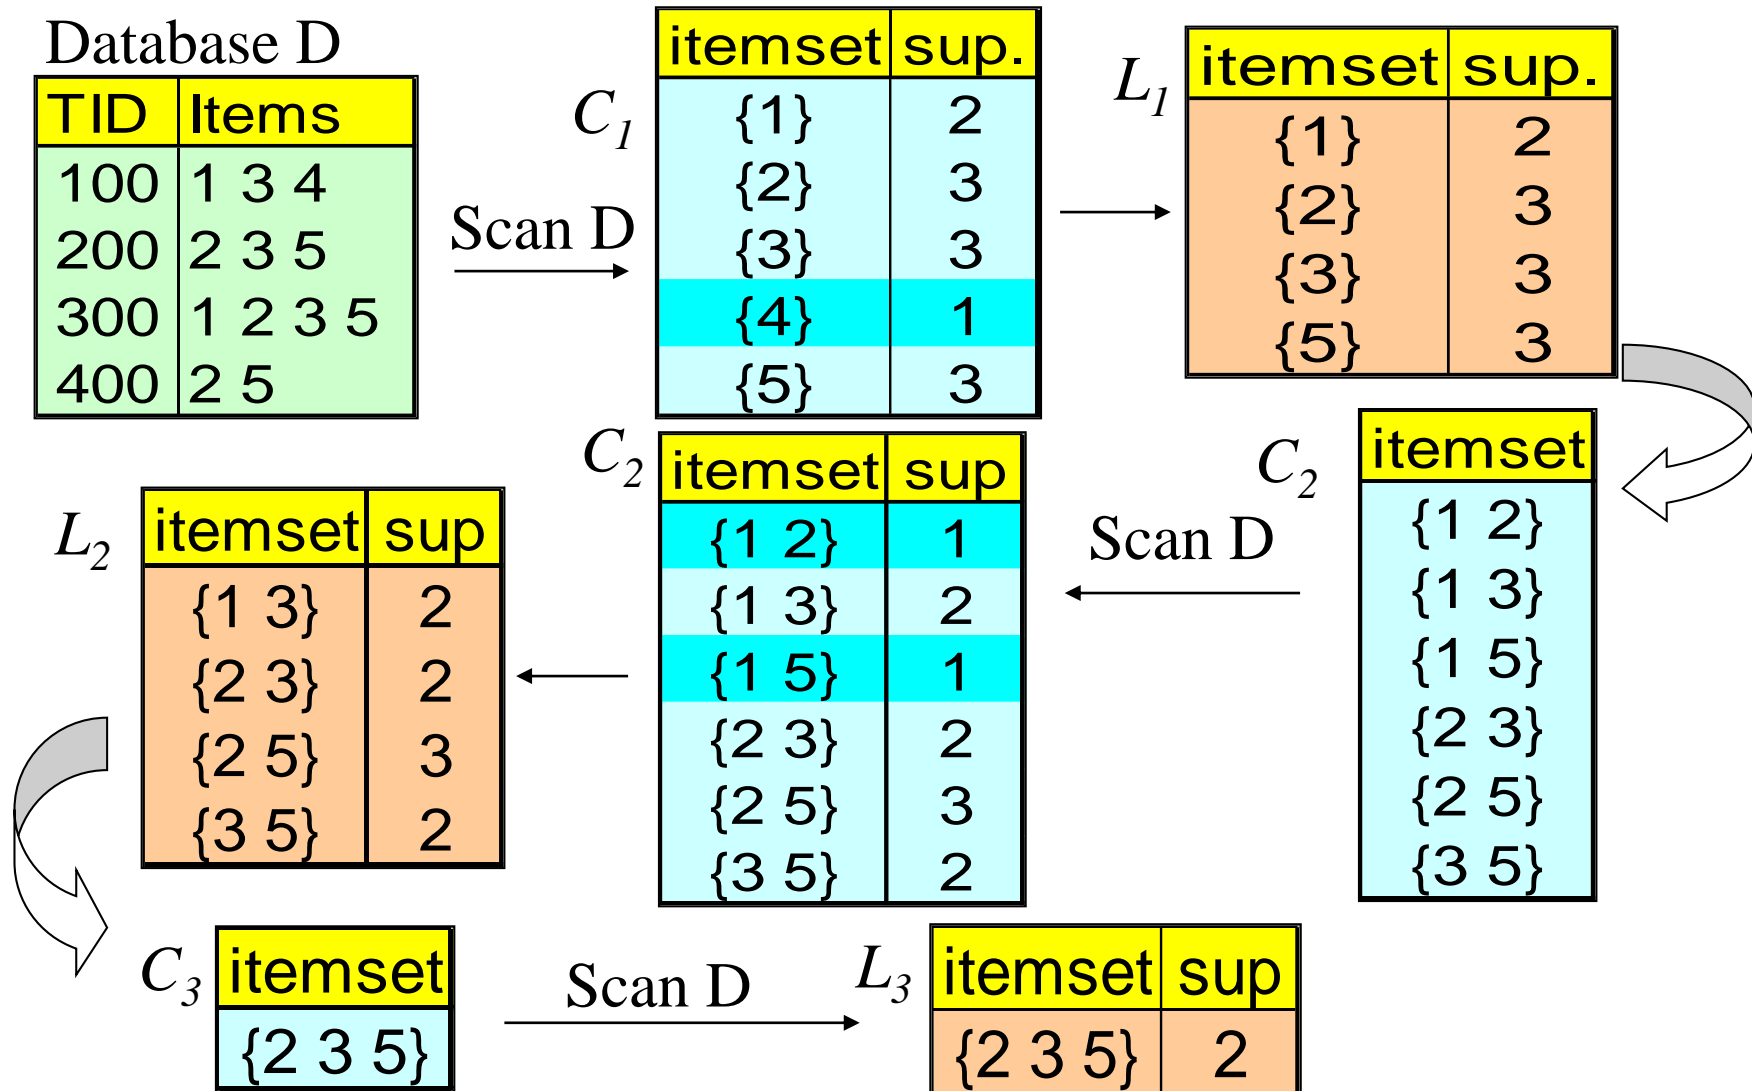 Database D
TID Items
100 1 3 4
200 2 3 5
300 1 2 3 5
400 2 5
Scan D
C1
itemset sup.
{1} 2
{2} 3
{3} 3
{4} 1
{5} 3
L1
itemset sup.
{1} 2
{2} 3
{3} 3
{5} 3
C2
itemset
{1 2}
{1 3}
{1 5}
{2 3}
{2 5}
{3 5}
Scan D
C2
itemset sup
{1 2} 1
{1 3} 2
{1 5} 1
{2 3} 2
{2 5} 3
{3 5} 2
L2
itemset sup
{1 3} 2
{2 3} 2
{2 5} 3
{3 5} 2
C3
itemset
{2 3 5}
Scan D
L3
itemset sup
{2 3 5} 2